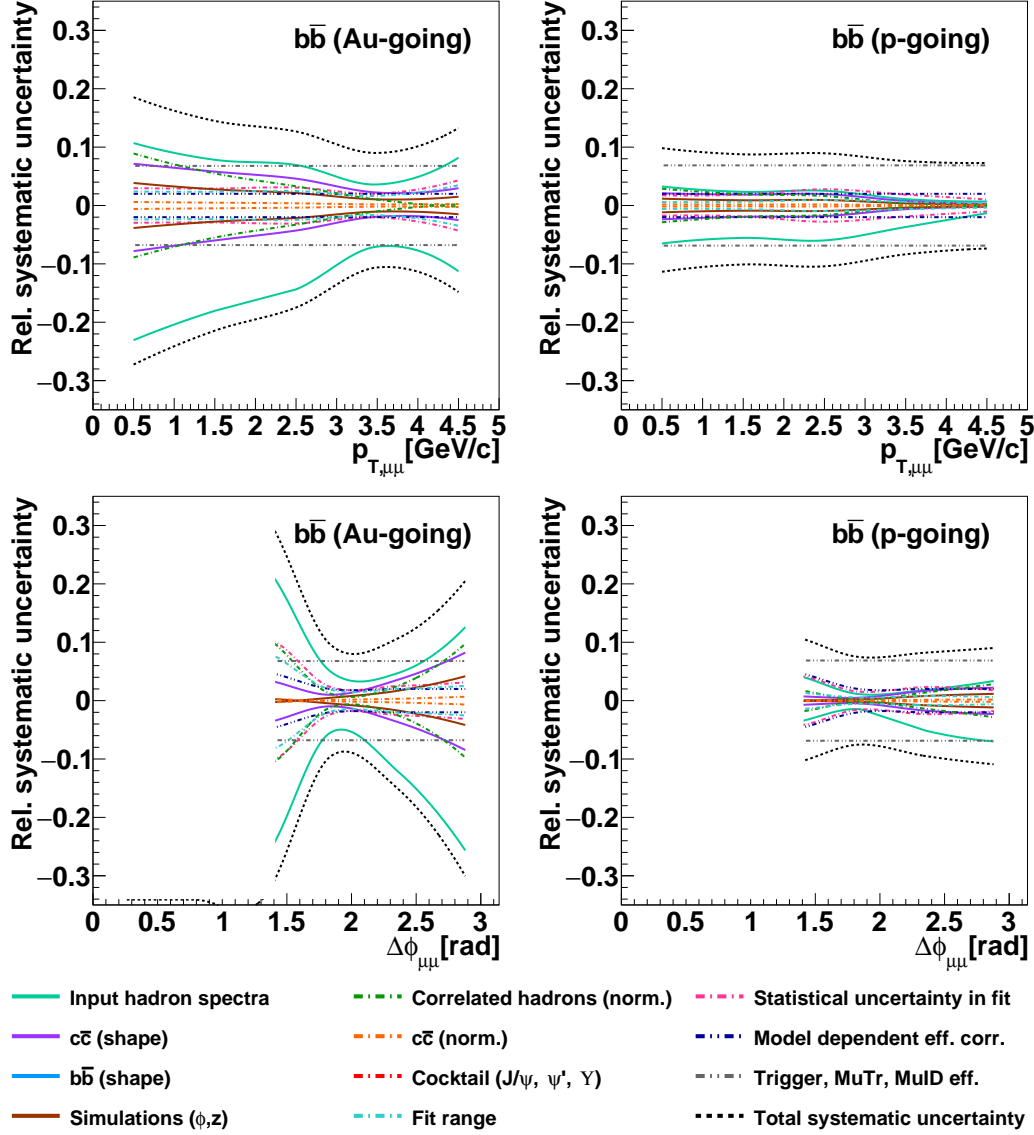 bb̅ (Au-going)
Rel. systematic uncertainty
0.3
0.2
0.1
0
−0.1
−0.2
−0.3
0 0.5 1 1.5 2 2.5 3 3.5 4 4.5 5
p_T,μμ [GeV/c]
bb̅ (p-going)
Rel. systematic uncertainty
0.3
0.2
0.1
0
−0.1
−0.2
−0.3
0 0.5 1 1.5 2 2.5 3 3.5 4 4.5 5
p_T,μμ [GeV/c]
bb̅ (Au-going)
Rel. systematic uncertainty
0.3
0.2
0.1
0
−0.1
−0.2
−0.3
0 0.5 1 1.5 2 2.5 3
Δϕ_μμ [rad]
bb̅ (p-going)
Rel. systematic uncertainty
0.3
0.2
0.1
0
−0.1
−0.2
−0.3
0 0.5 1 1.5 2 2.5 3
Δϕ_μμ [rad]
Input hadron spectra
Correlated hadrons (norm.)
Statistical uncertainty in fit
cc̅ (shape)
cc̅ (norm.)
Model dependent eff. corr.
bb̅ (shape)
Cocktail (J/ψ, ψ', ϒ)
Trigger, MuTr, MuID eff.
Simulations (ϕ,z)
Fit range
Total systematic uncertainty